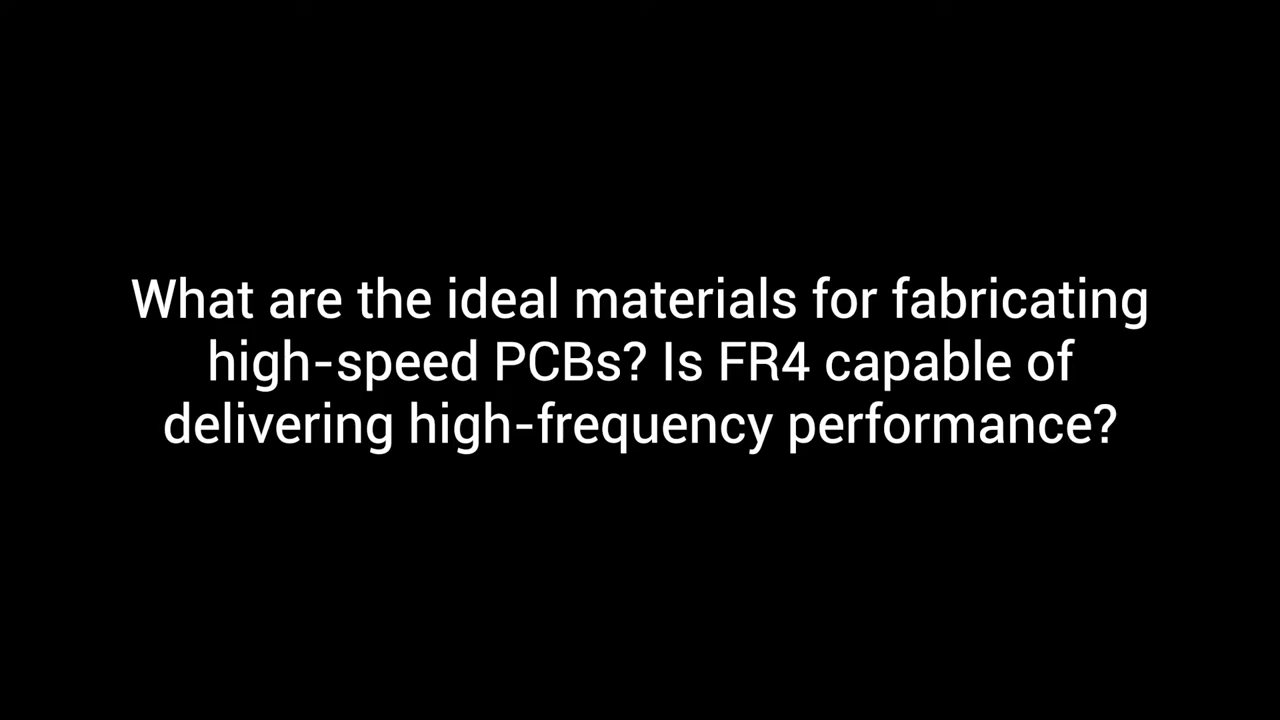 What are the ideal materials for fabricating
high-speed PCBs? Is FR4 capable of
delivering high-frequency performance?